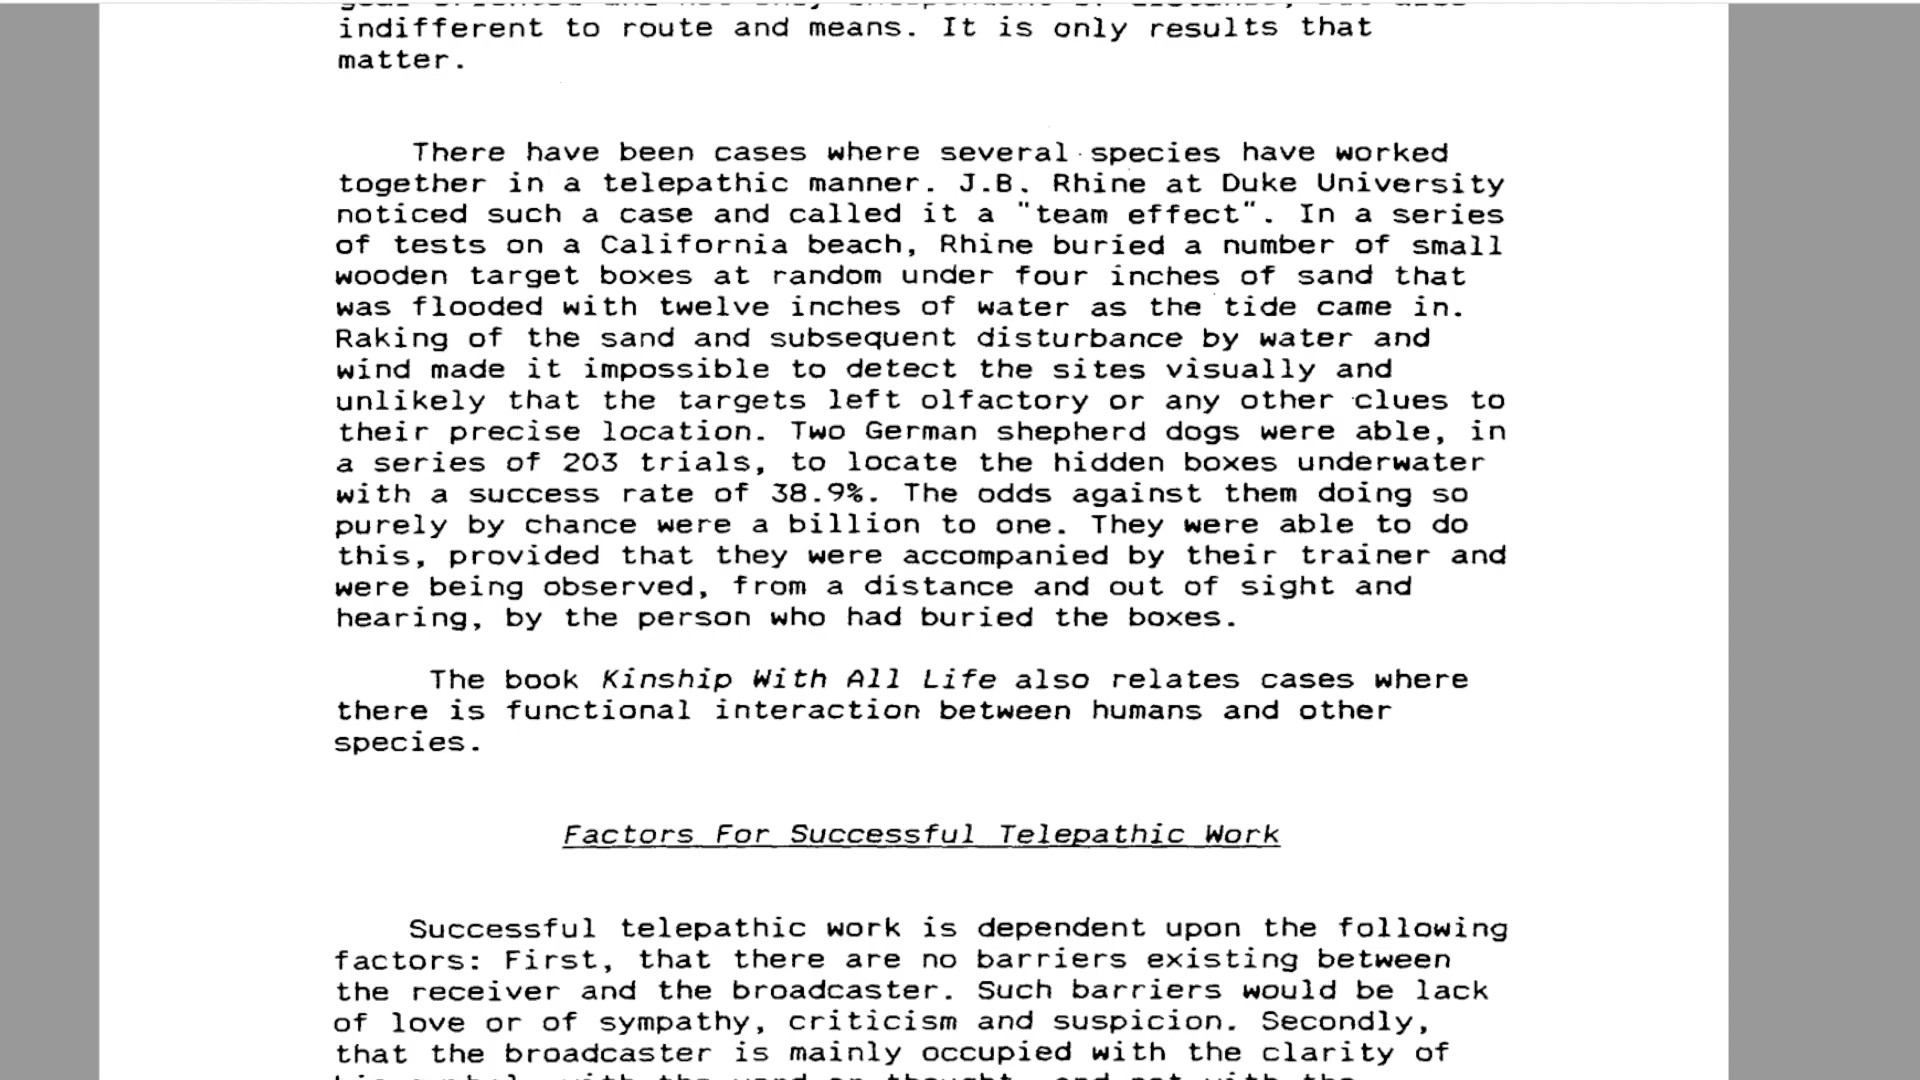 indifferent to route and means. It is only results that
matter.
There have been cases where several species have worked
together in a telepathic manner. J.B. Rhine at Duke University
noticed such a case and called it a "team effect". In a series
of tests on a California beach, Rhine buried a number of small
wooden target boxes at random under four inches of sand that
was flooded with twelve inches of water as the tide came in.
Raking of the sand and subsequent disturbance by water and
wind made it impossible to detect the sites visually and
unlikely that the targets left olfactory or any other clues to
their precise location. Two German shepherd dogs were able, in
a series of 203 trials, to locate the hidden boxes underwater
with a success rate of 38.9%. The odds against them doing so
purely by chance were a billion to one. They were able to do
this, provided that they were accompanied by their trainer and
were being observed, from a distance and out of sight and
hearing, by the person who had buried the boxes.
The book Kinship With All Life also relates cases where
there is functional interaction between humans and other
species.
Factors For Successful Telepathic Work
Successful telepathic work is dependent upon the following
factors: First, that there are no barriers existing between
the receiver and the broadcaster. Such barriers would be lack
of love or of sympathy, criticism and suspicion. Secondly,
that the broadcaster is mainly occupied with the clarity of